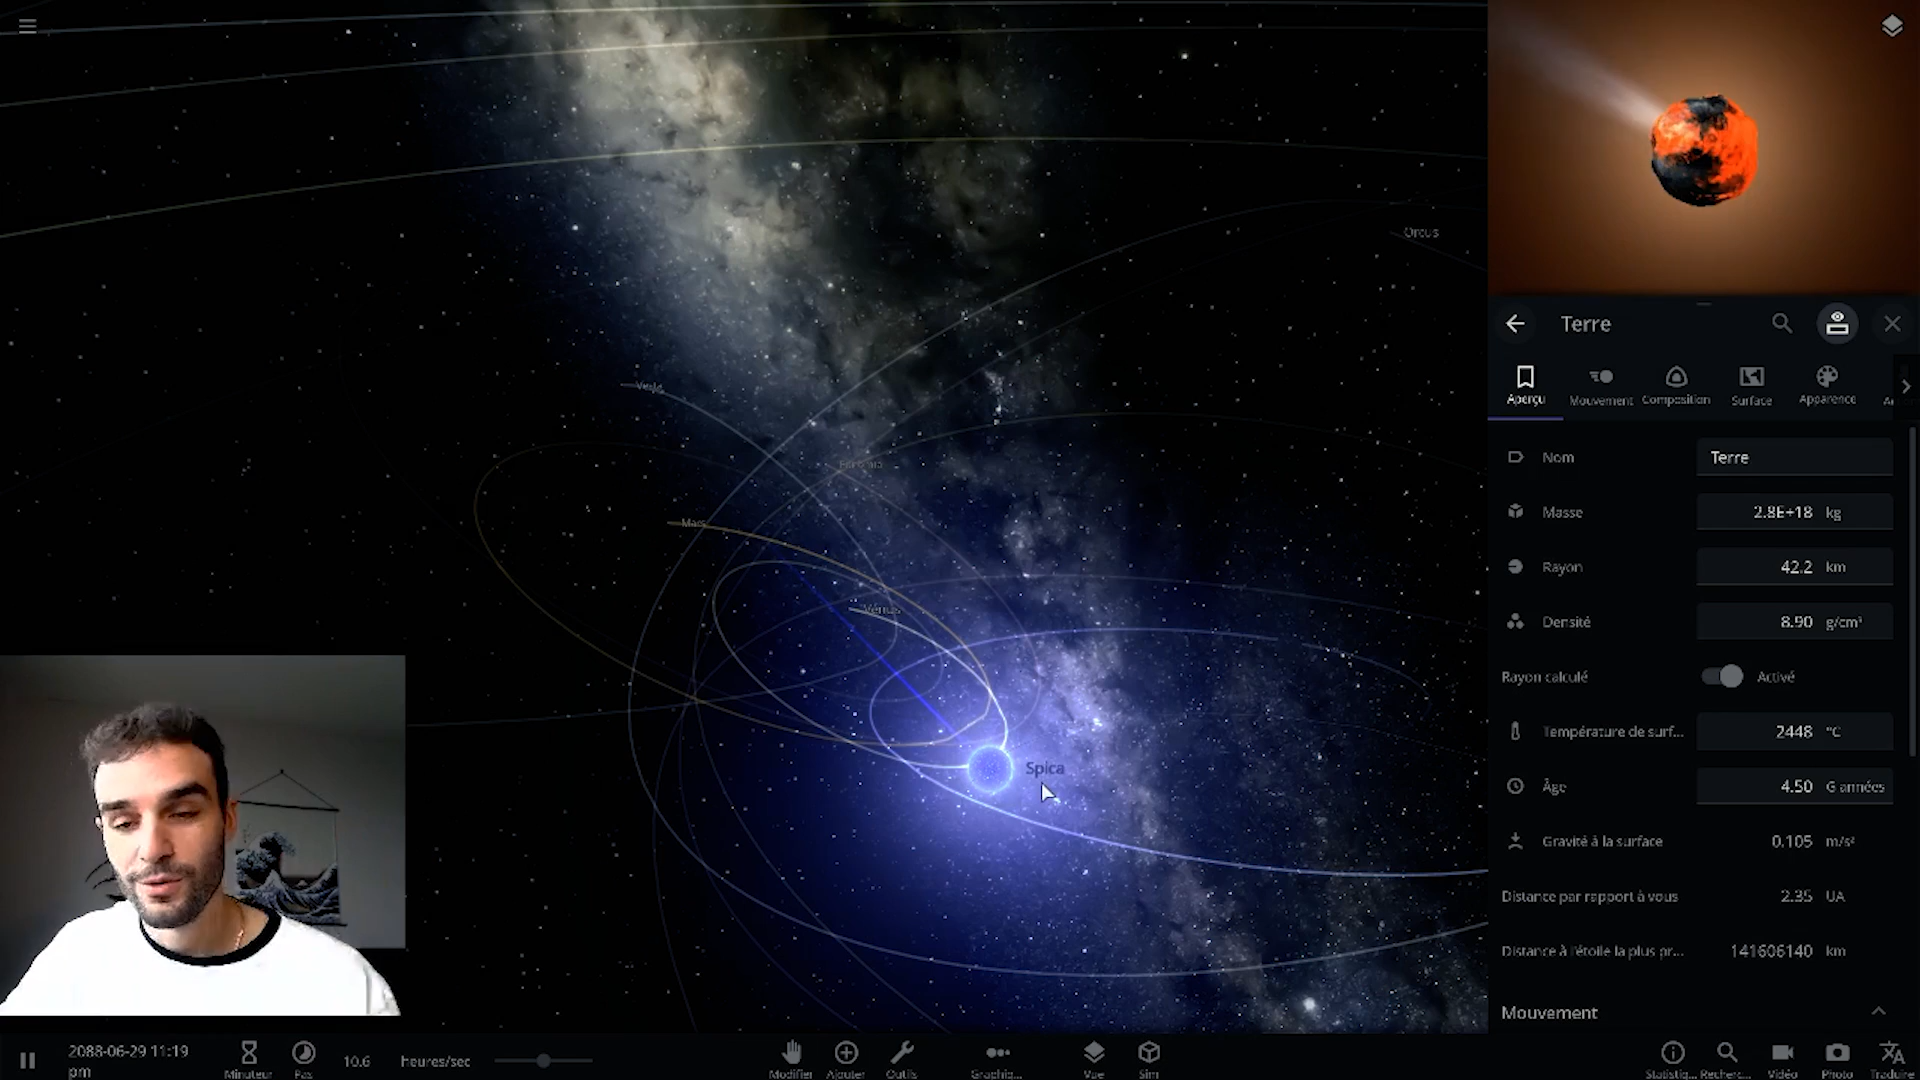 Orcus
Vesta
Mars
Vénus
Spica
Terre
Aperçu
Mouvement
Composition
Surface
Apparence
Nom
Terre
Masse
2.8E+18 kg
Rayon
42.2 km
Densité
8.90 g/cm³
Rayon calculé
Activé
Température de surf...
2448 °C
Âge
4.50 G années
Gravité à la surface
0.105 m/s²
Distance par rapport à vous
2.35 UA
Distance à l'étoile la plus pr...
141606140 km
Mouvement
2088-06-29 11:19
pm
Minuteur
Pas
10.6 heures/sec
Modifier
Ajouter
Outils
Graphiq...
Vue
Sim
Statistiq...
Recherc...
Vidéo
Photo
Traduire